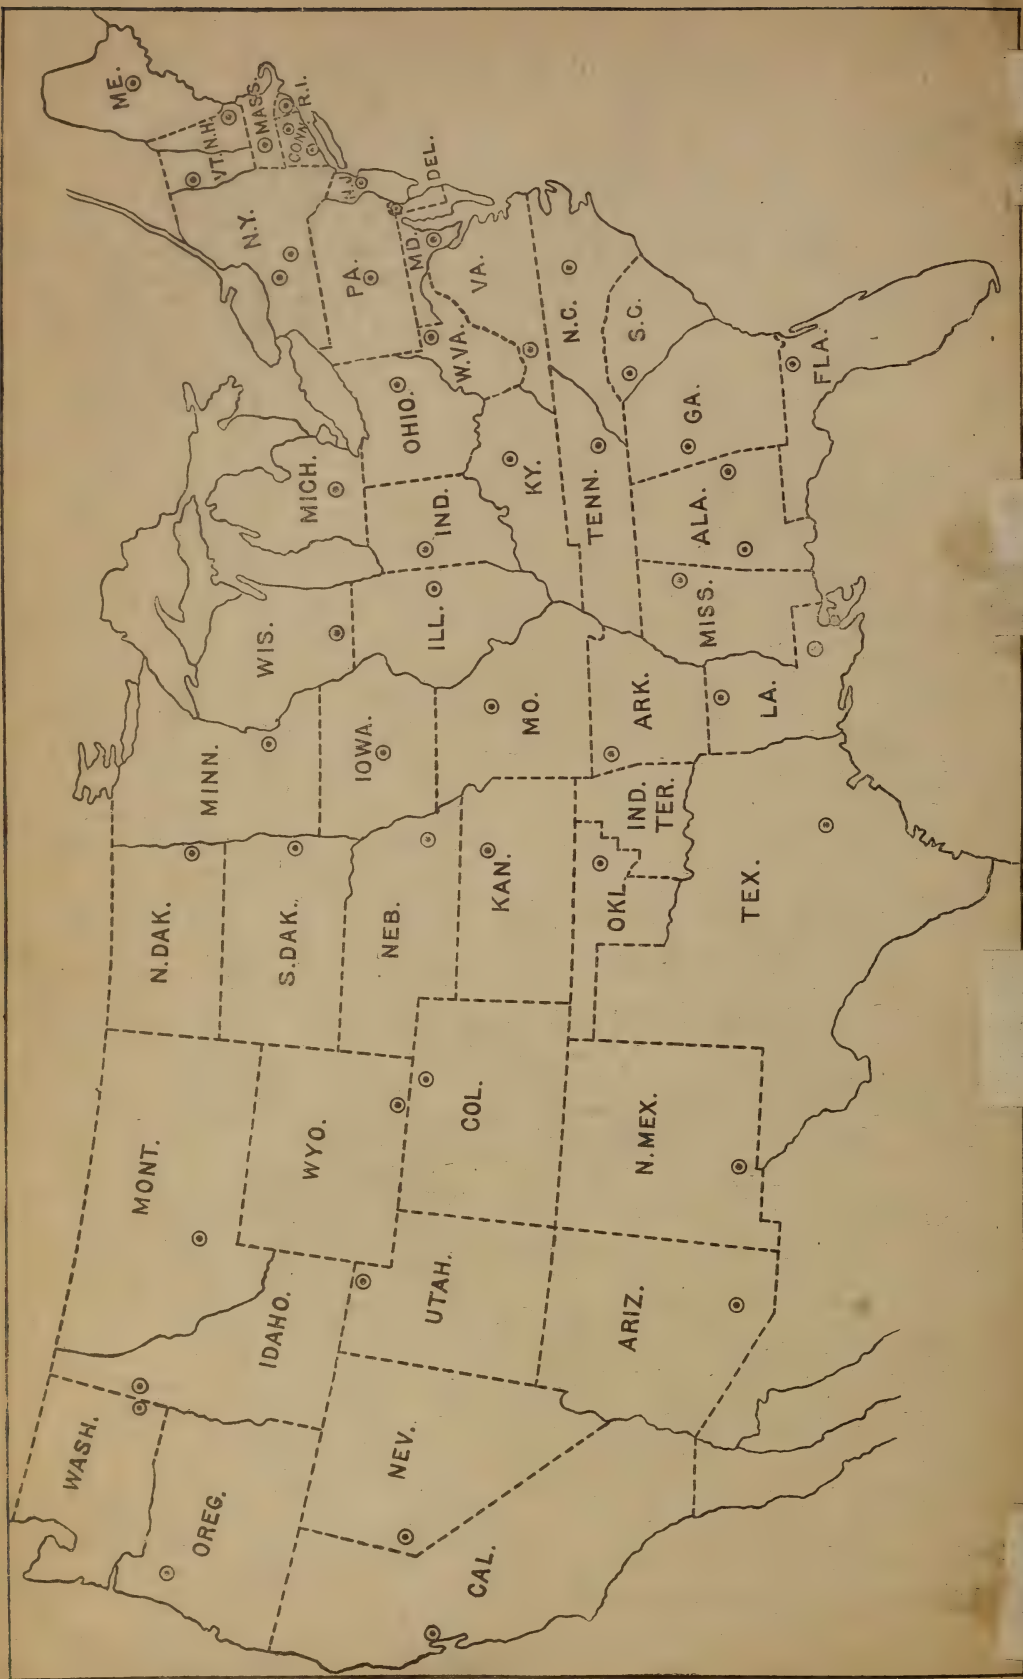 WASH.
OREG.
CAL.
NEV.
IDAHO.
MONT.
WYO.
UTAH.
ARIZ.
COL.
N.MEX.
N.DAK.
S.DAK.
NEB.
KAN.
OKL.
IND.
TER.
TEX.
MINN.
IOWA.
MO.
ARK.
LA.
WIS.
ILL.
MICH.
IND.
OHIO.
KY.
TENN.
MISS.
ALA.
GA.
FLA.
S.C.
N.C.
VA.
W.VA.
MD.
DEL.
PA.
N.J.
N.Y.
VT.
N.H.
ME.
MASS.
CONN.
R.I.